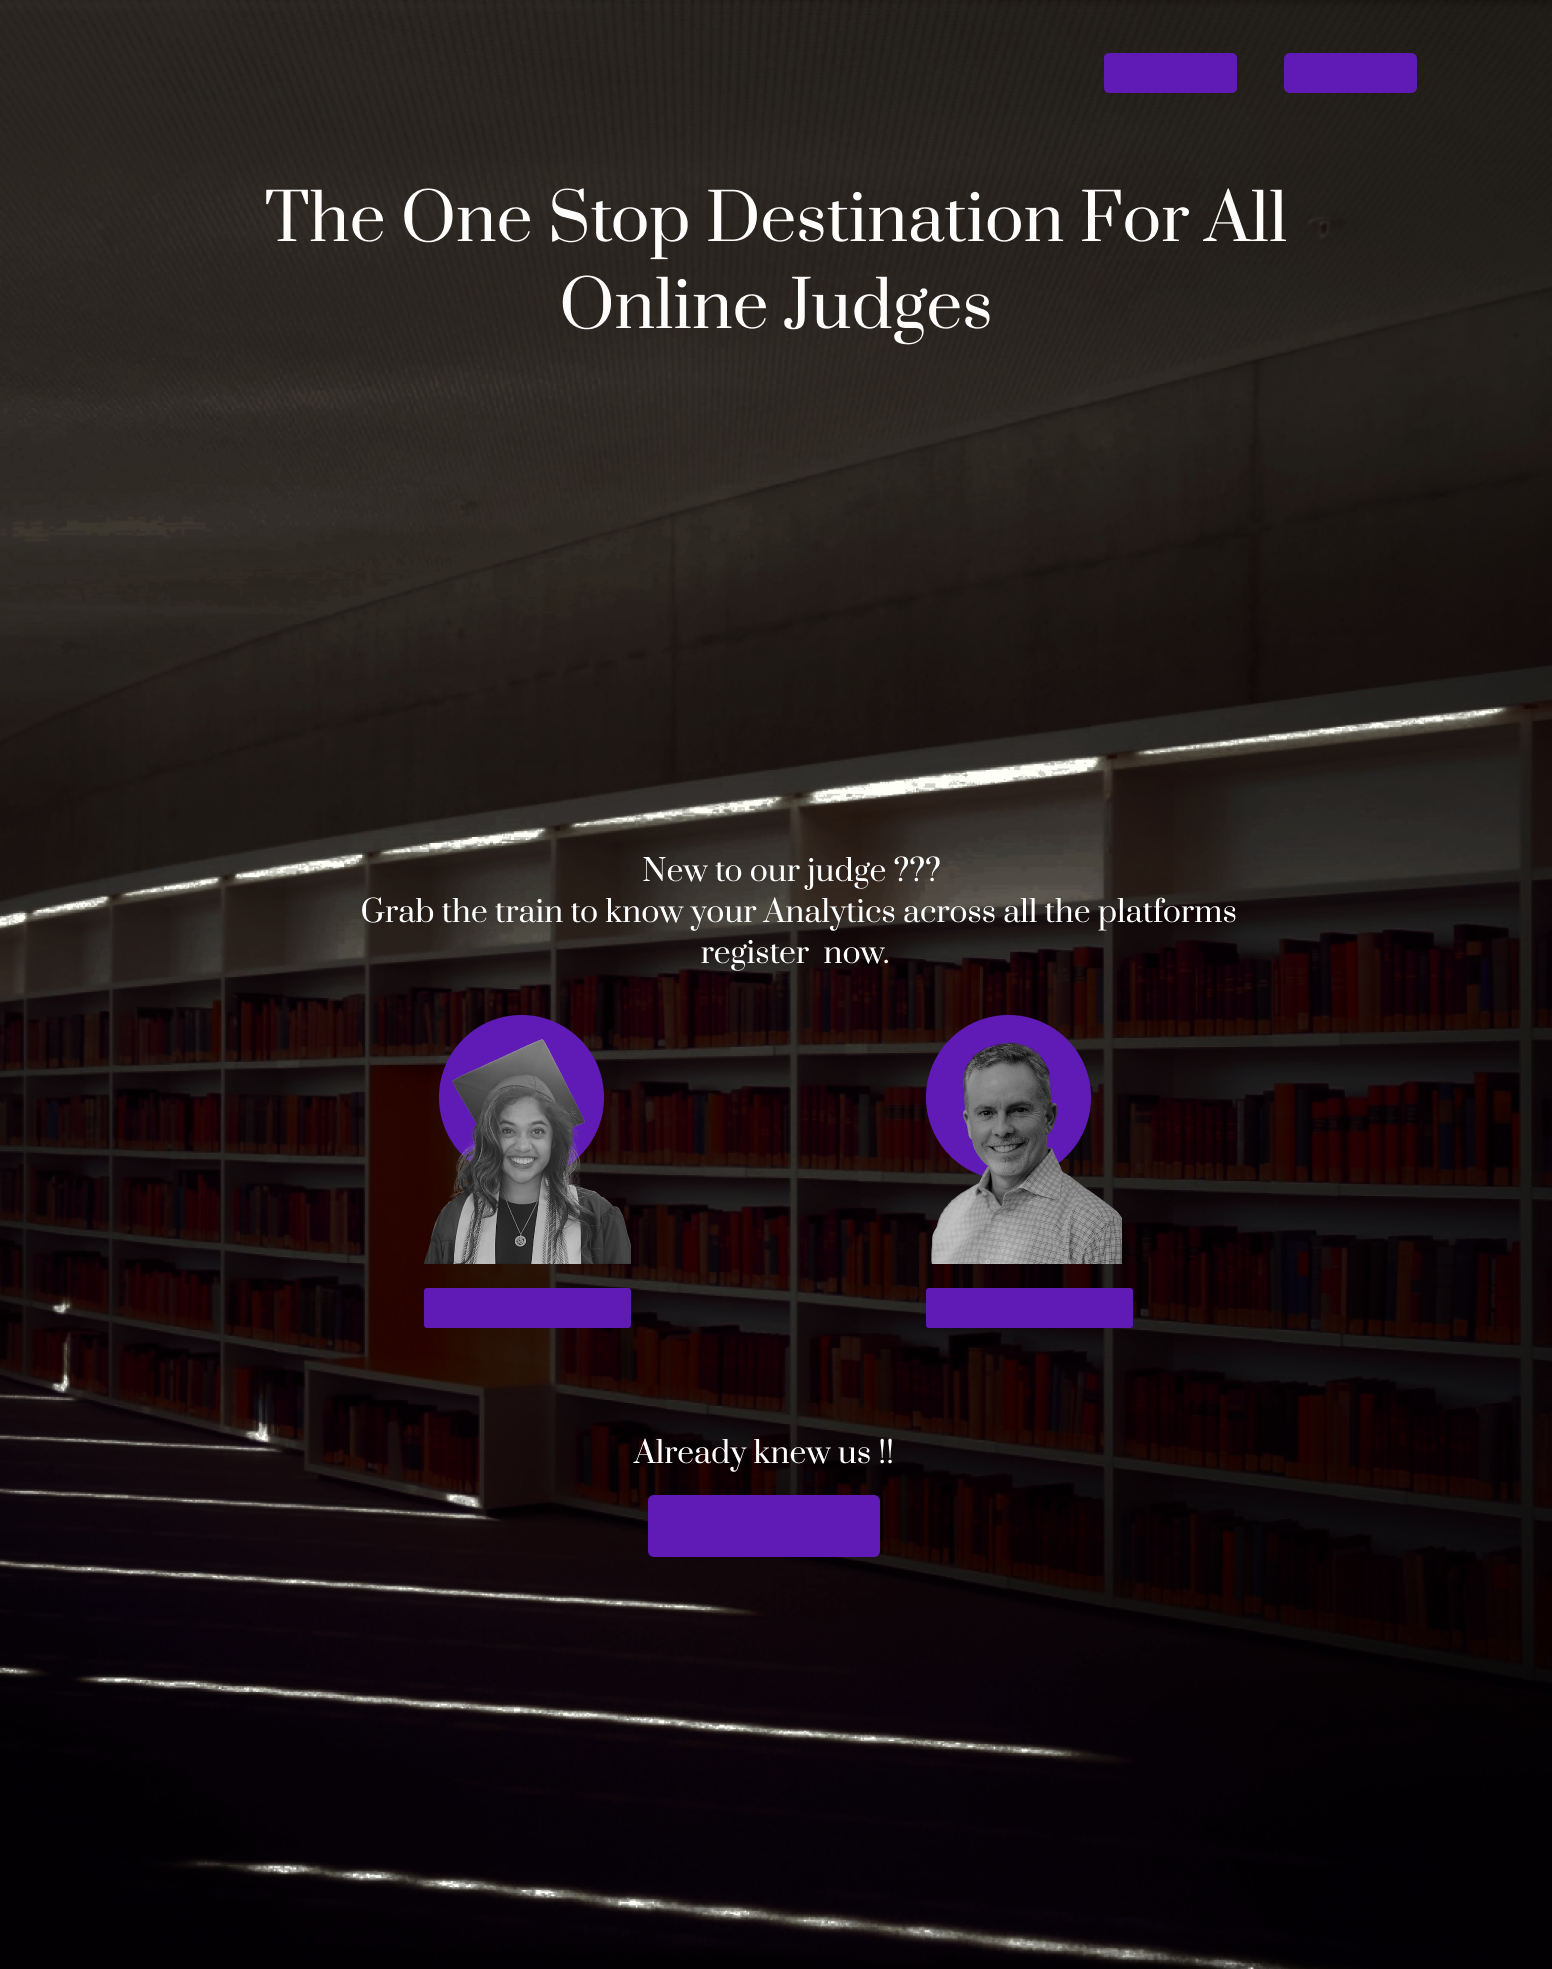 The One Stop Destination For All
Online Judges
New to our judge ???
Grab the train to know your Analytics across all the platforms
register  now.
Already knew us !!